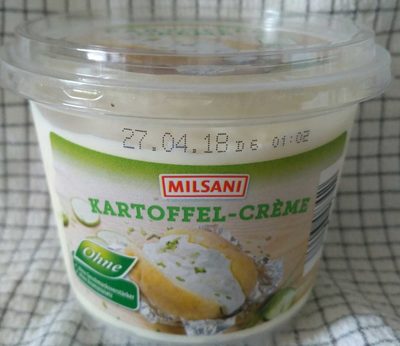 27.04.18 D 6 01:02
MILSANI
KARTOFFEL-CRÈME
Ohne